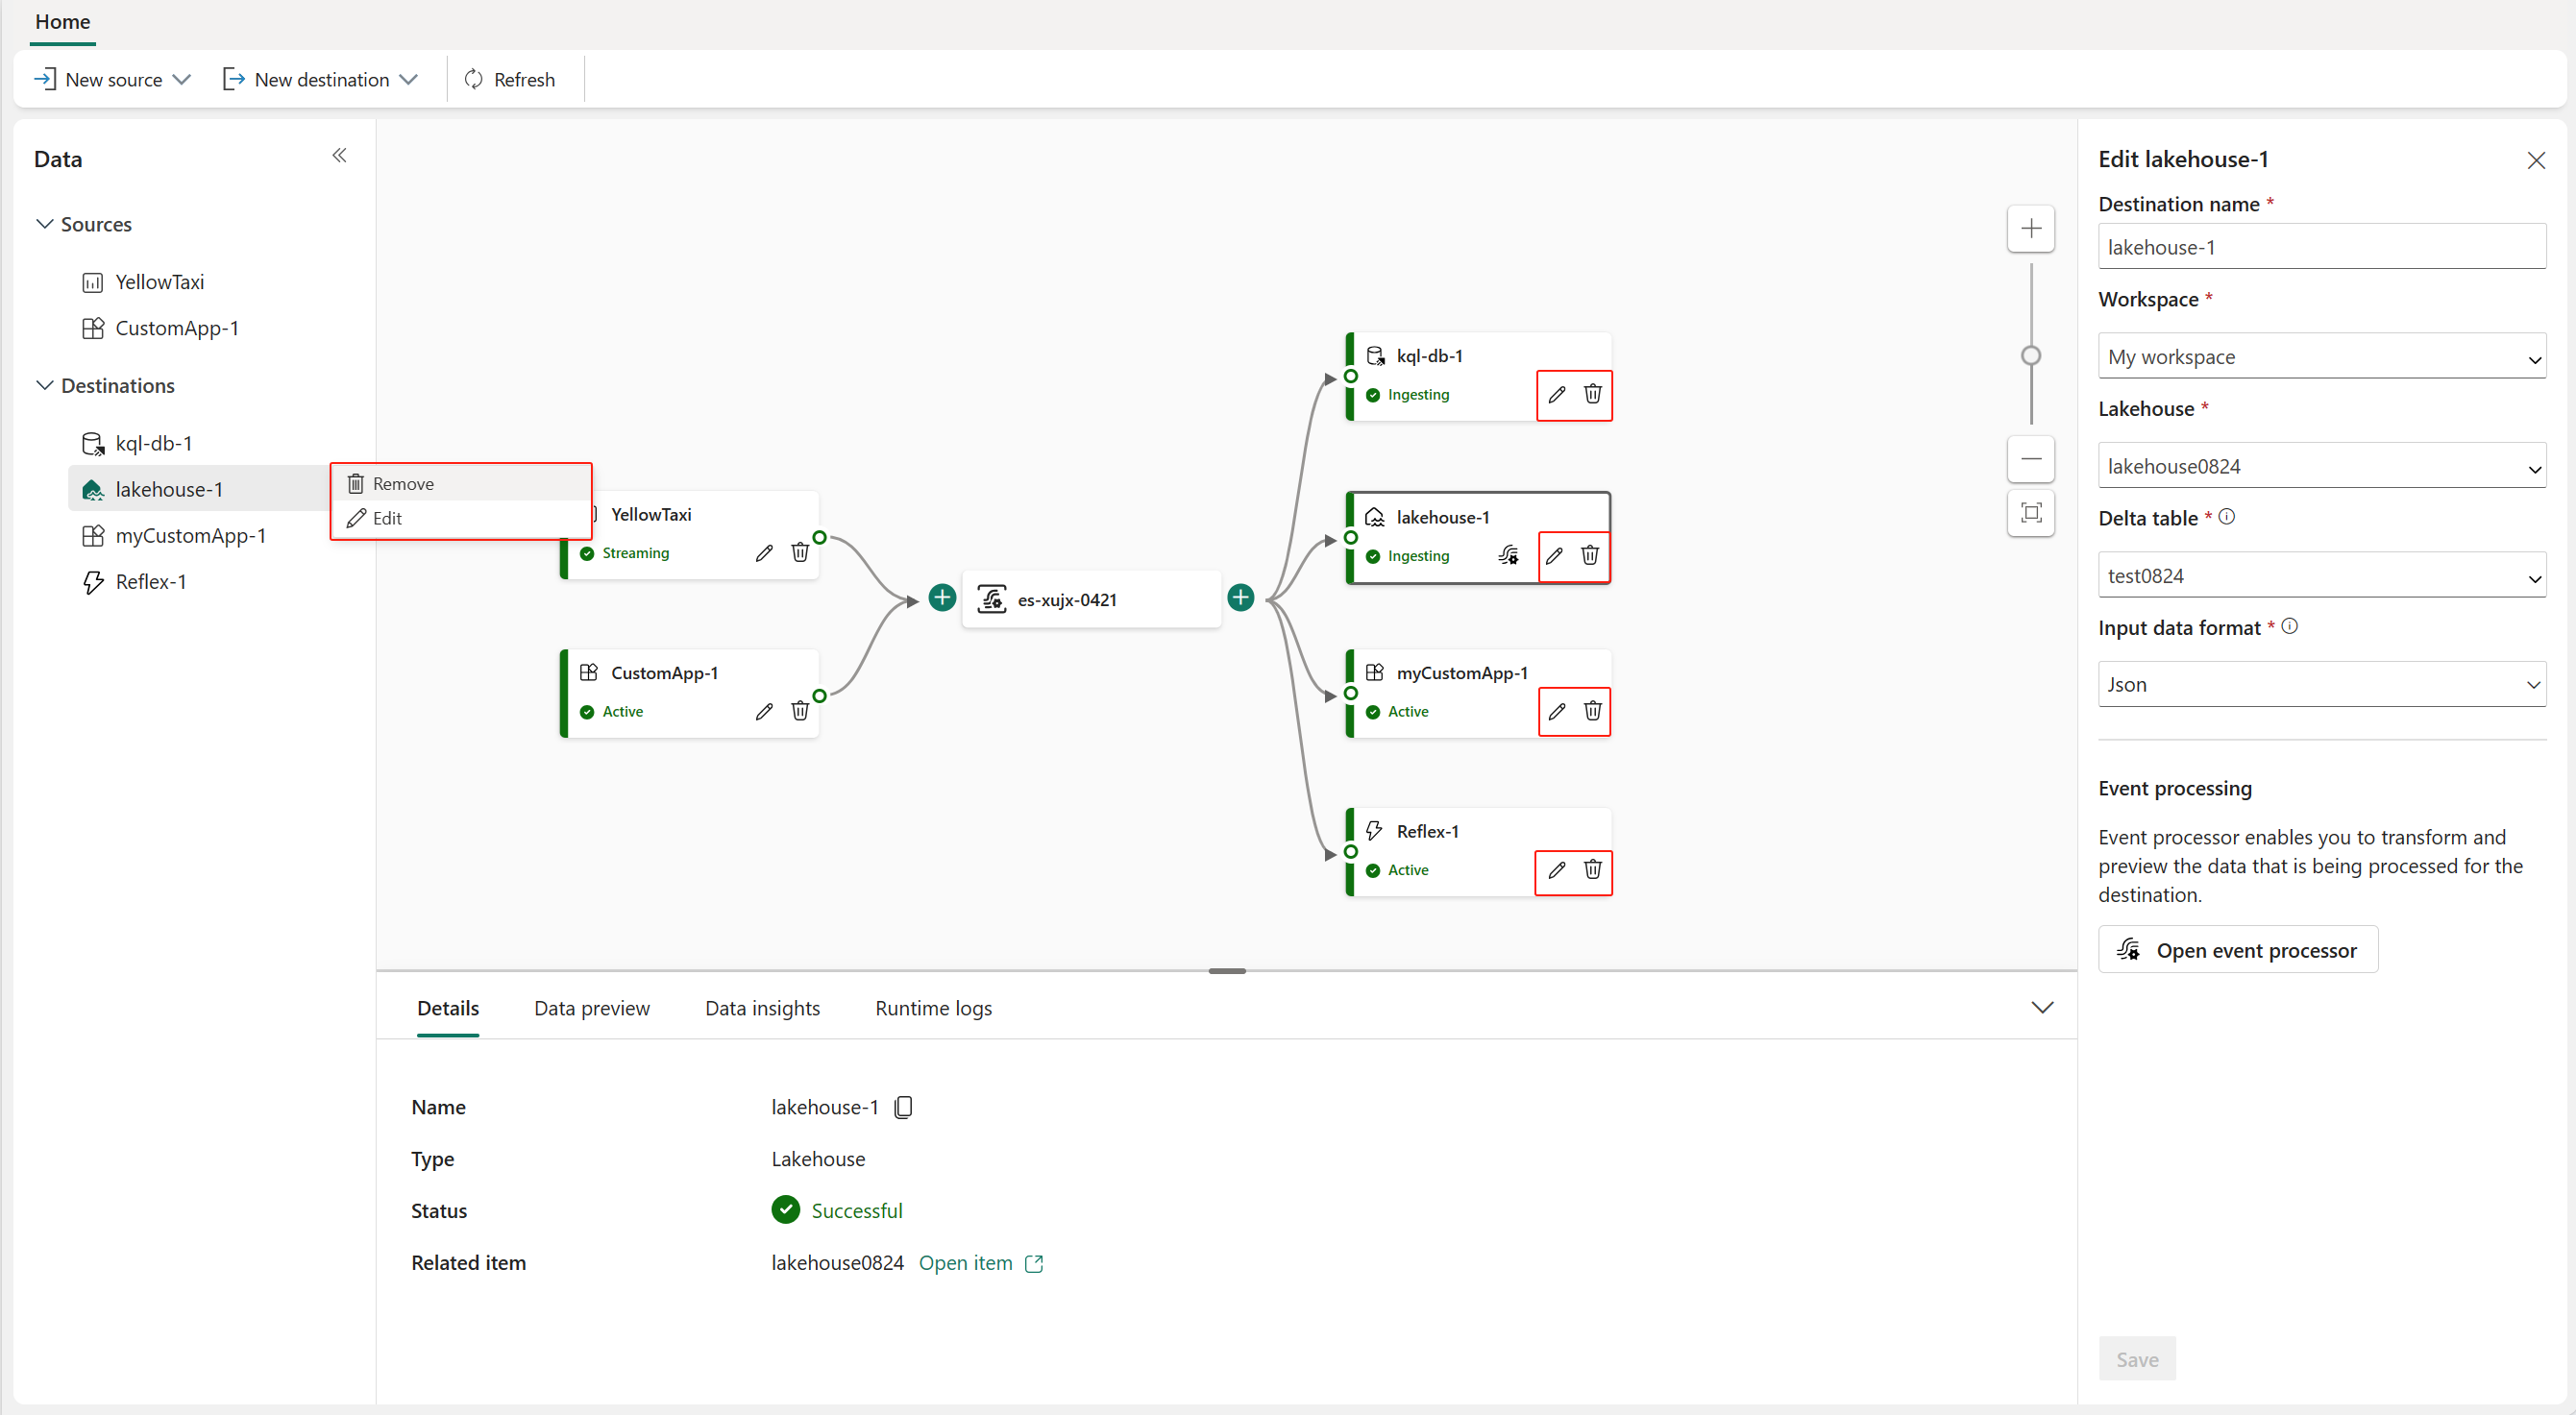 Home
New source
New destination
Refresh
Data
Sources
YellowTaxi
CustomApp-1
Destinations
kql-db-1
lakehouse-1
myCustomApp-1
Reflex-1
Remove
Edit
YellowTaxi
Streaming
CustomApp-1
Active
es-xujx-0421
kql-db-1
Ingesting
lakehouse-1
Ingesting
myCustomApp-1
Active
Reflex-1
Active
Details
Data preview
Data insights
Runtime logs
Name
lakehouse-1
Type
Lakehouse
Status
Successful
Related item
lakehouse0824 Open item
Edit lakehouse-1
Destination name *
lakehouse-1
Workspace *
My workspace
Lakehouse *
lakehouse0824
Delta table *
test0824
Input data format *
Json
Event processing
Event processor enables you to transform and
preview the data that is being processed for the
destination.
Open event processor
Save